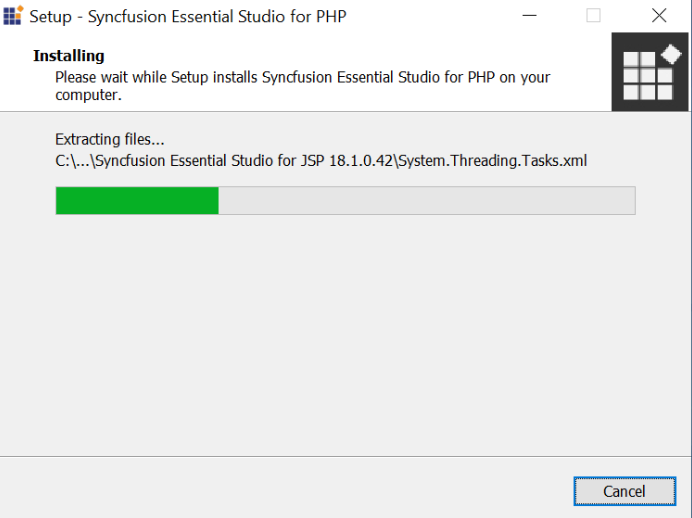 Setup - Syncfusion Essential Studio for PHP
Installing
Please wait while Setup installs Syncfusion Essential Studio for PHP on your
computer.
Extracting files...
C:\...\Syncfusion Essential Studio for JSP 18.1.0.42\System.Threading.Tasks.xml
Cancel